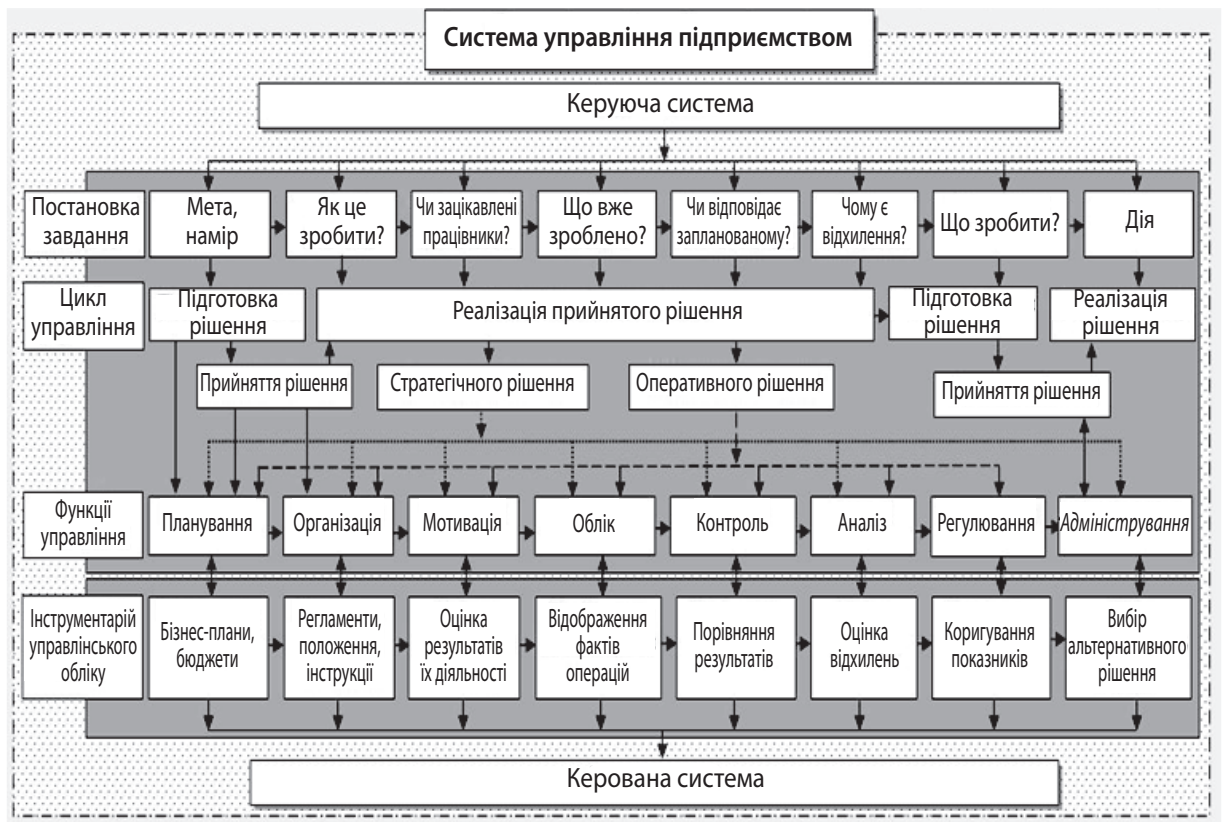 Система управління підприємством
Керуюча система
Постановка
завдання
Мета,
намір
Як це
зробити?
Чи зацікавлені
працівники?
Що вже
зроблено?
Чи відповідає
запланованому?
Чому є
відхилення?
Що зробити?
Дія
Цикл
управління
Підготовка
рішення
Реалізація прийнятого рішення
Підготовка
рішення
Реалізація
рішення
Прийняття рішення
Стратегічного рішення
Оперативного рішення
Прийняття рішення
Функції
управління
Планування
Організація
Мотивація
Облік
Контроль
Аналіз
Регулювання
Адміністрування
Інструментарій
управлінського
обліку
Бізнес-плани,
бюджети
Регламенти,
положення,
інструкції
Оцінка
результатів
їх діяльності
Відображення
фактів
операцій
Порівняння
результатів
Оцінка
відхилень
Коригування
показників
Вибір
альтернативного
рішення
Керована система